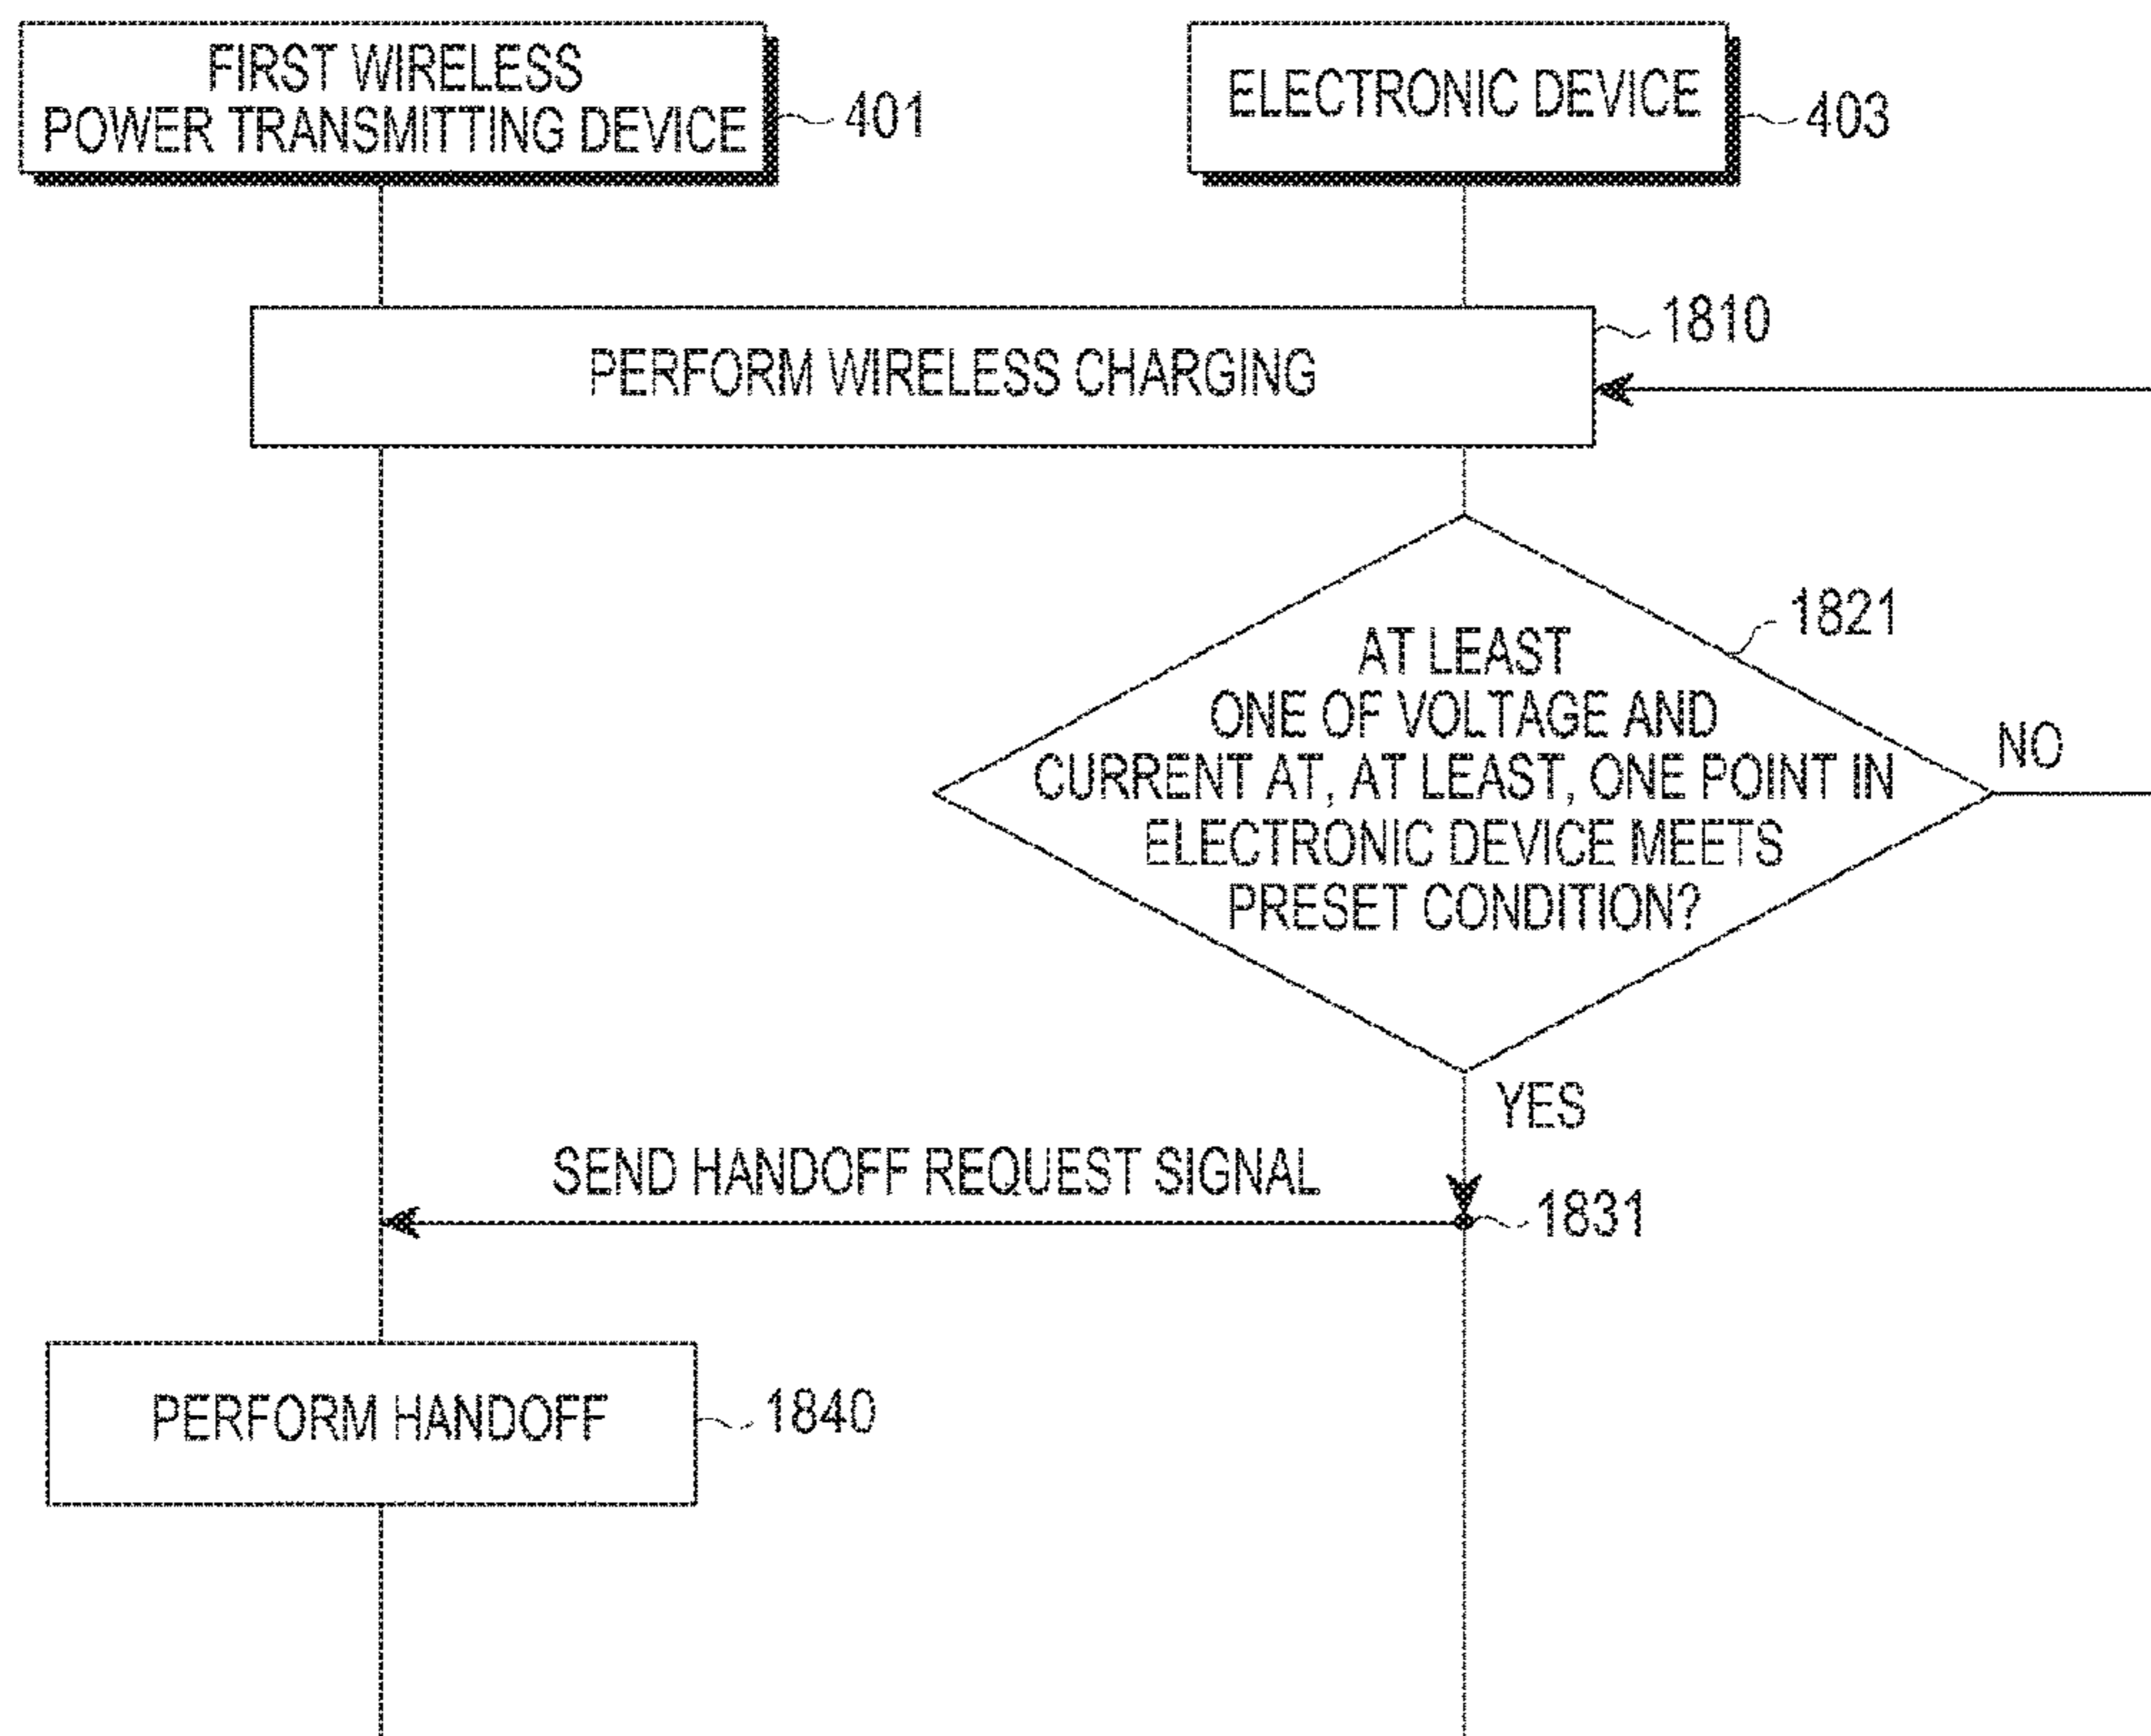 FIRST WIRELESS
POWER TRANSMITTING DEVICE
401
ELECTRONIC DEVICE
403
1810
PERFORM WIRELESS CHARGING
1821
AT LEAST
ONE OF VOLTAGE AND
CURRENT AT, AT LEAST, ONE POINT IN
ELECTRONIC DEVICE MEETS
PRESET CONDITION?
NO
YES
SEND HANDOFF REQUEST SIGNAL
1831
PERFORM HANDOFF
1840